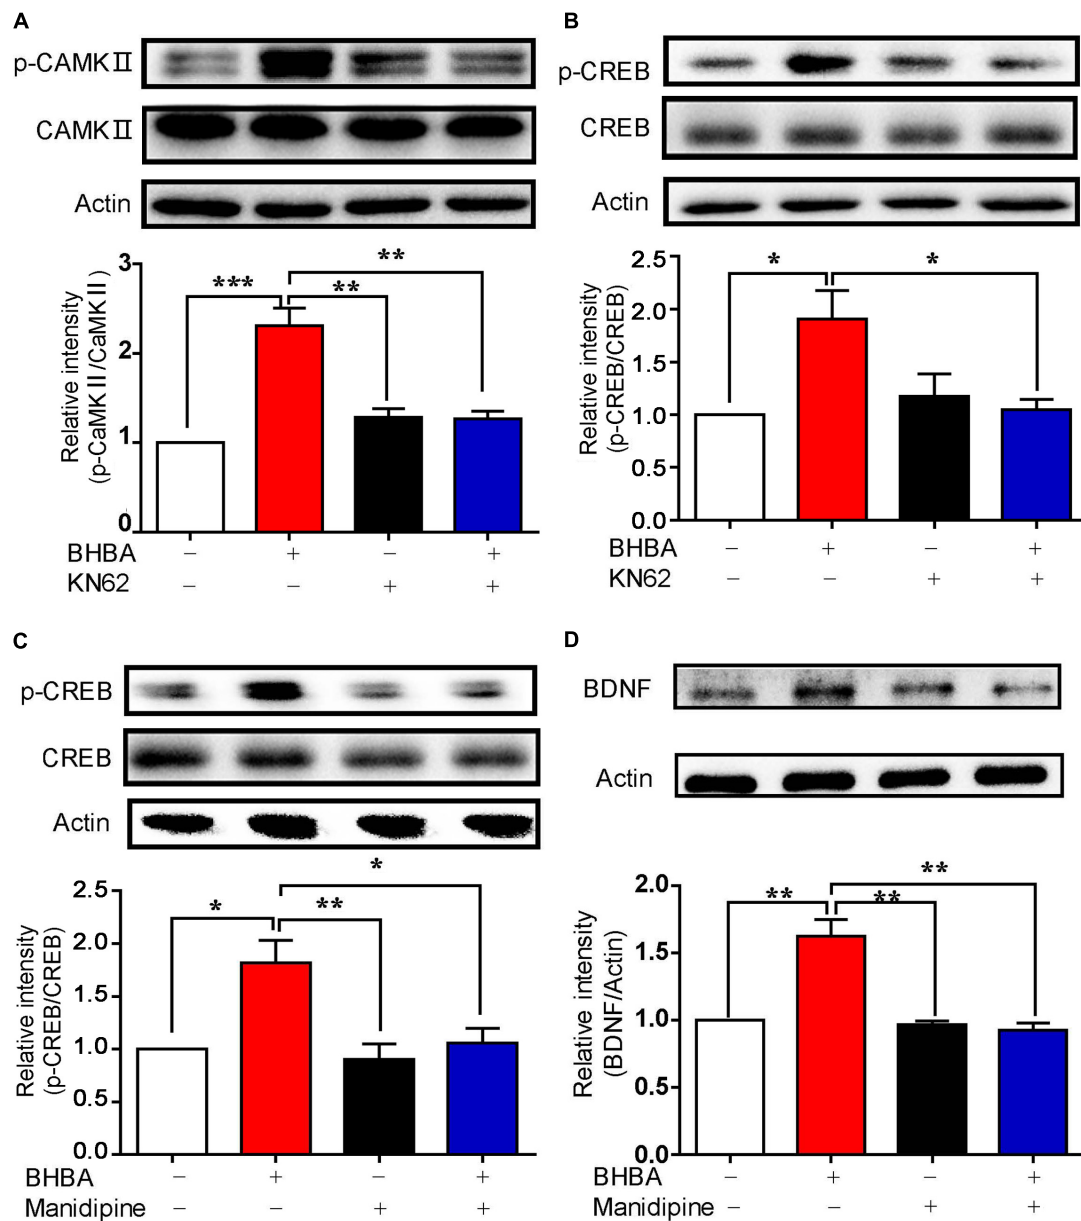 A
p-CAMKⅡ
CAMKⅡ
Actin
Relative intensity
(p-CaMKⅡ/CaMKⅡ)
3
2
1
0
***
**
**
BHBA − + − +
KN62 − − + +
B
p-CREB
CREB
Actin
Relative intensity
(p-CREB/CREB)
2.5
2.0
1.5
1.0
0.5
0.0
*
*
BHBA − + − +
KN62 − − + +
C
p-CREB
CREB
Actin
Relative intensity
(p-CREB/CREB)
2.5
2.0
1.5
1.0
0.5
0.0
*
**
*
BHBA − + − +
Manidipine − − + +
D
BDNF
Actin
Relative intensity
(BDNF/Actin)
2.0
1.5
1.0
0.5
0.0
**
**
**
BHBA − + − +
Manidipine − − + +